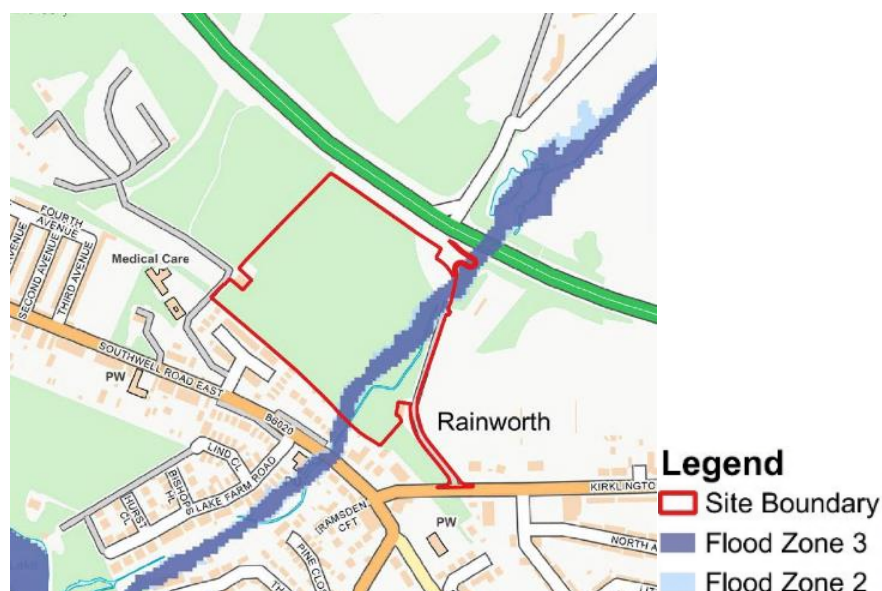 FOURTH
AVENUE
AVENUE
SECOND AVENUE
THIRD AVENUE
Medical Care
SOUTHWELL ROAD EAST
PW
B6020
LIND CL
BISHOPS
HURST
CL
LAKE FARM ROAD
RAMSDEN
CFT
PINE CLO
PW
Rainworth
KIRKLINGTO
NORTH A
Legend
Site Boundary
Flood Zone 3
Flood Zone 2